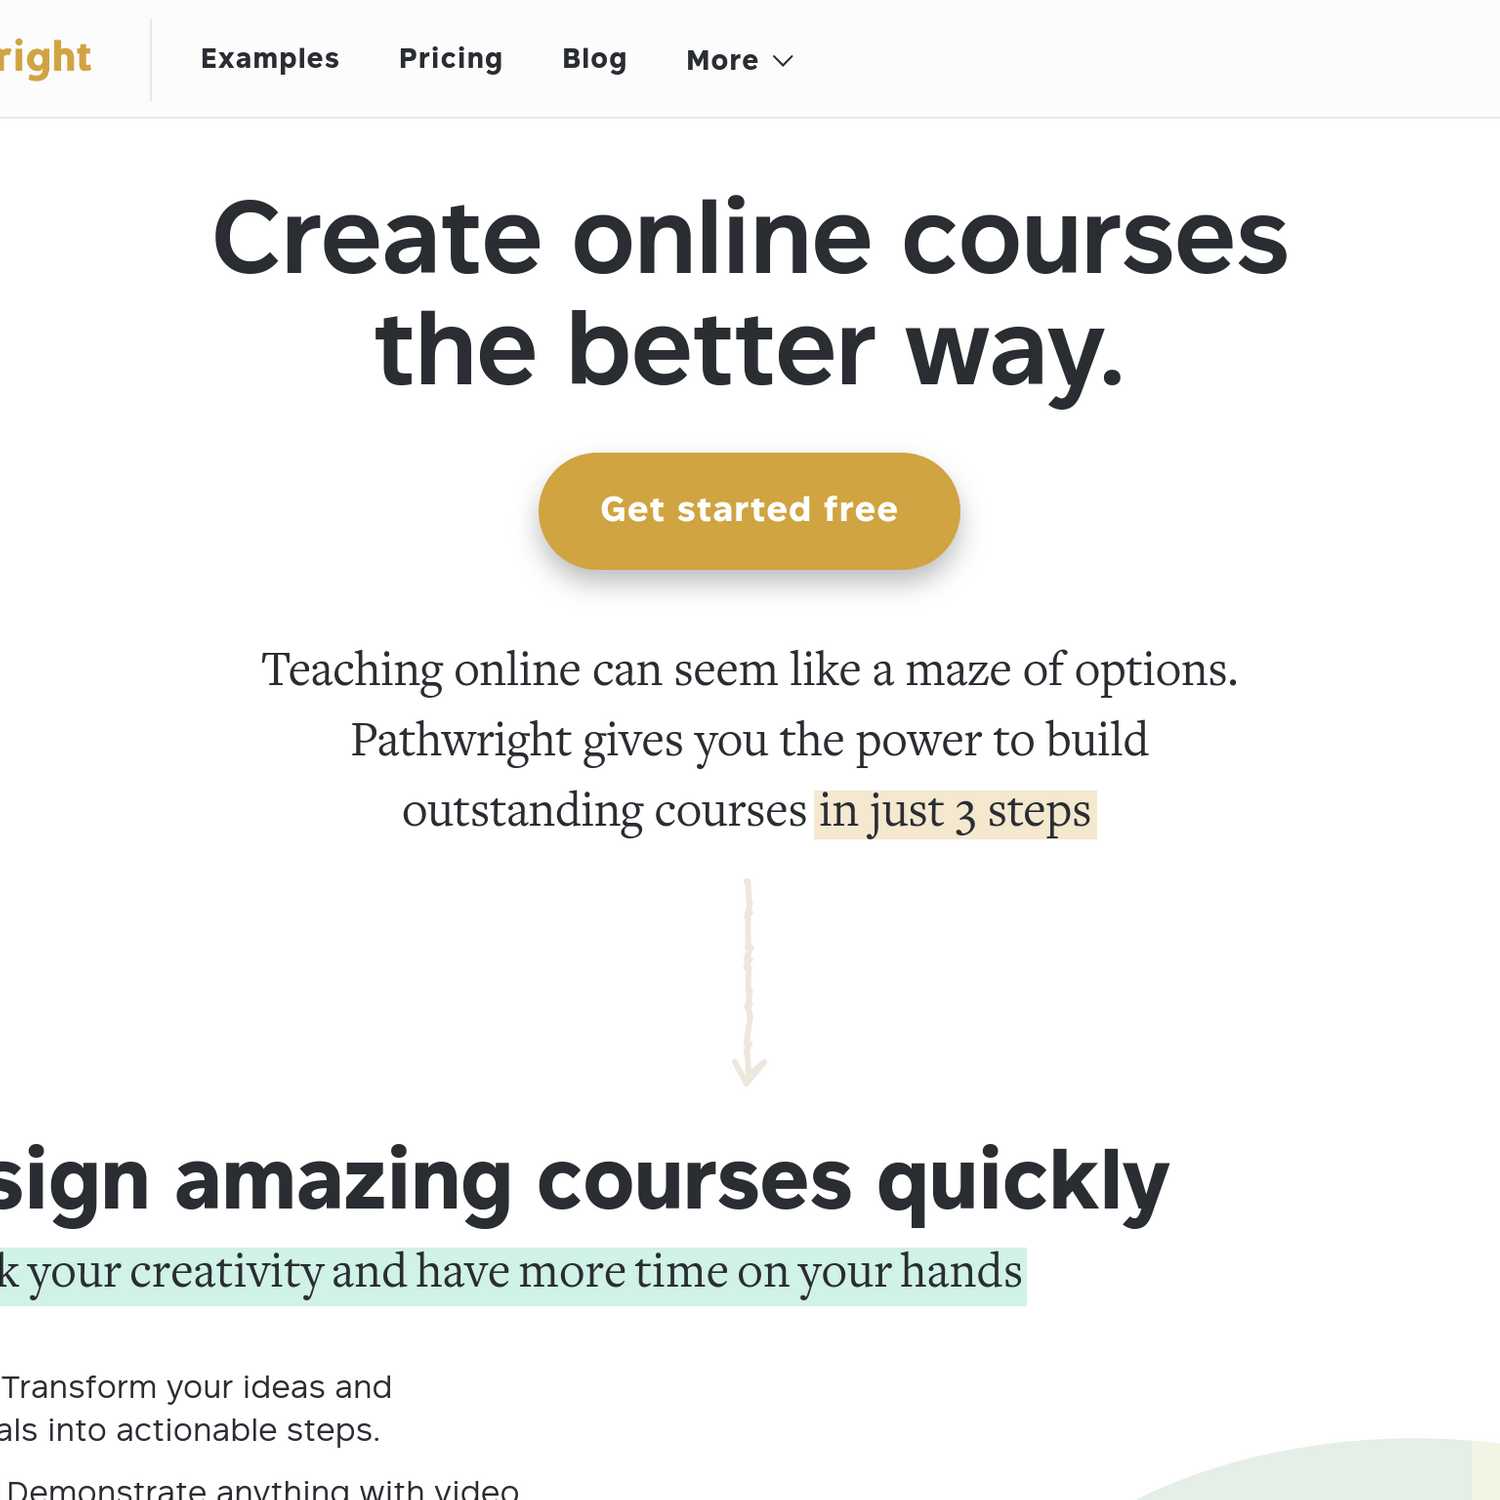 right
Examples
Pricing
Blog
More
Create online courses
the better way.
Get started free
Teaching online can seem like a maze of options.
Pathwright gives you the power to build
outstanding courses in just 3 steps
sign amazing courses quickly
k your creativity and have more time on your hands
Transform your ideas and
als into actionable steps.
Demonstrate anything with video